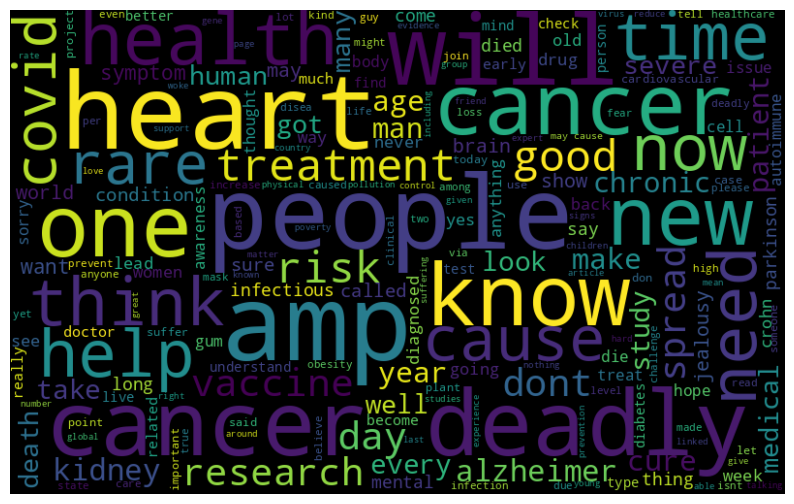 covid
health
will
time
heart
cancer
rare
treatment
good
now
one
people
new
think
risk
know
need
help
amp
cause
spread
vaccine
cancer deadly
death
kidney
research
day
alzheimer
cure
medical
even
better
project
symptom
human
many
come
guy
kind
might
lot
may
much
way
find
body
age
man
got
thought
never
died
mind
old
drug
early
check
person
virus
reduce
tell
healthcare
gene
page
rate
evidence
join
group
severe
issue
cardiovascular
deadly
disea
woke
per
support
life
including
friend
loss
fear
cell
brain
expert
may cause
today
country
love
patient
autoimmune
show
chronic
case
please
condition
world
sorry
increase
physical
caused
pollution
control
among
use
given
signs
children
back
based
poverty
clinical
two
yes
anything
say
via
awareness
want
lead
matter
known
women
sure
mask
test
article
don
high
mean
look
make
study
parkinson
someone
prevent
anyone
great
infectious
called
diagnosed
suffering
hard
yet
doctor
suffer
gum
understand
obesity
nothing
die
challenge
jealousy
crohn
read
see
really
take
long
live
year
going
plant
studies
dont
treat
level
diabetes
hope
number
point
right
well
become
experience
prevention
made
linked
let
give
global
related
said
around
believe
last
true
important
every
type
thing
week
state
care
mental
infection
due
young
able
isnt
talking